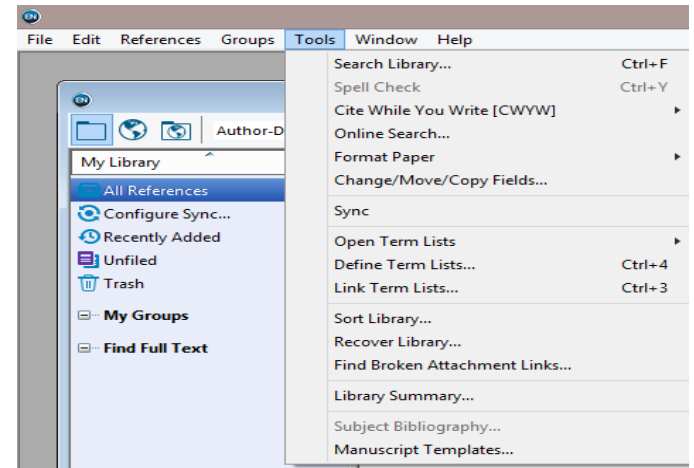 EN
File Edit References Groups Tools Window Help
Search Library... Ctrl+F
Spell Check Ctrl+Y
Cite While You Write [CWYW]
Online Search...
Format Paper
Change/Move/Copy Fields...
Sync
Open Term Lists
Define Term Lists... Ctrl+4
Link Term Lists... Ctrl+3
Sort Library...
Recover Library...
Find Broken Attachment Links...
Library Summary...
Subject Bibliography...
Manuscript Templates...
EN
Author-D
My Library
All References
Configure Sync...
Recently Added
Unfiled
Trash
My Groups
Find Full Text